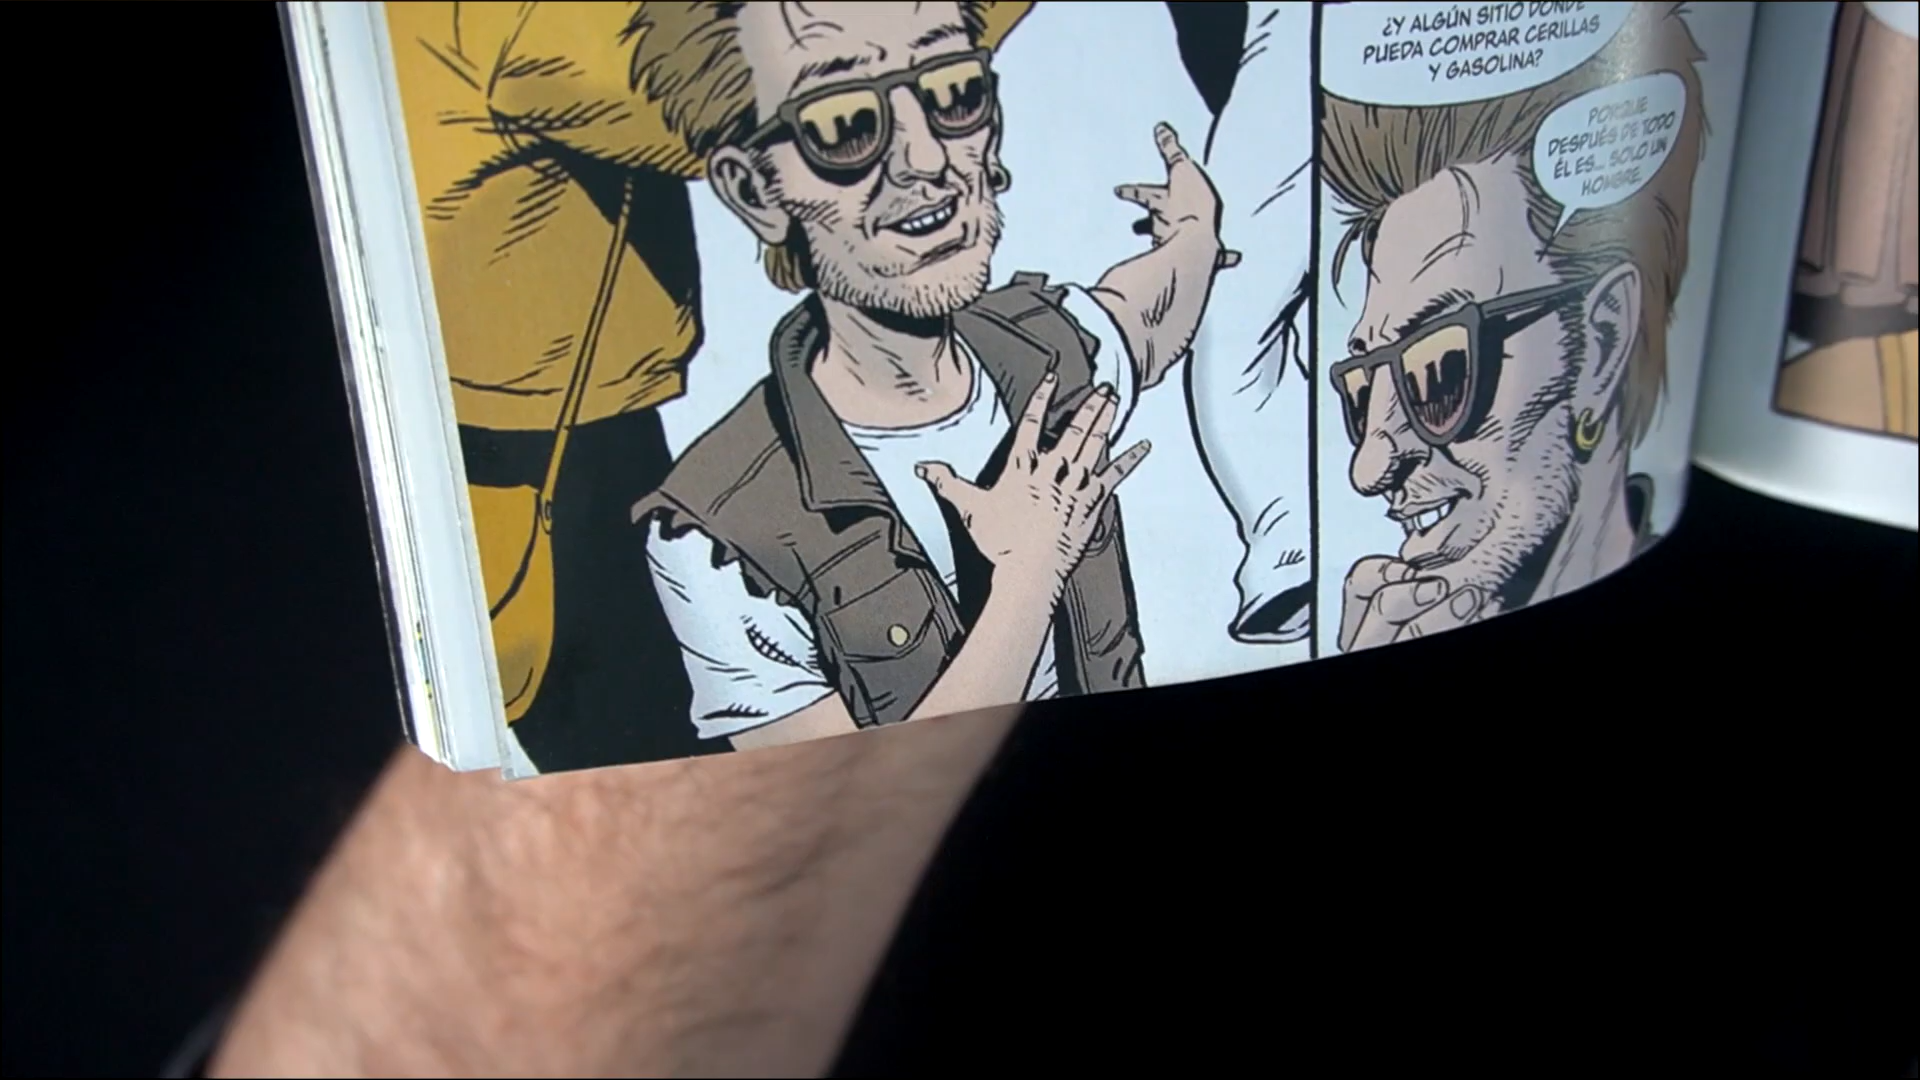 ¿Y ALGÚN SITIO DONDE
PUEDA COMPRAR CERILLAS
Y GASOLINA?
PORQUE
DESPUÉS DE TODO
ÉL ES... SOLO UN
HOMBRE.